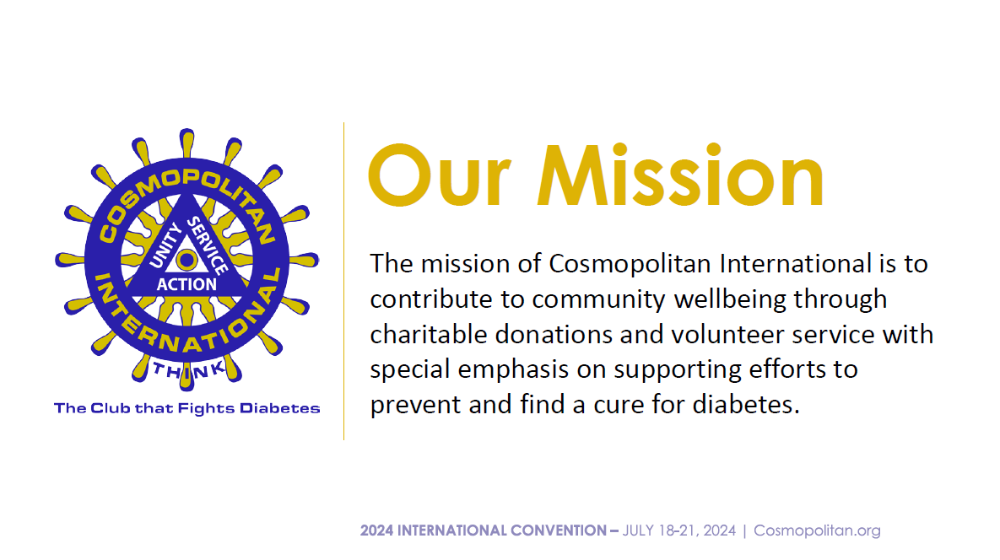 COSMOPOLITAN
UNITY
SERVICE
ACTION
INTERNATIONAL
THINK
The Club that Fights Diabetes
Our Mission
The mission of Cosmopolitan International is to
contribute to community wellbeing through
charitable donations and volunteer service with
special emphasis on supporting efforts to
prevent and find a cure for diabetes.
2024 INTERNATIONAL CONVENTION – JULY 18-21, 2024 | Cosmopolitan.org